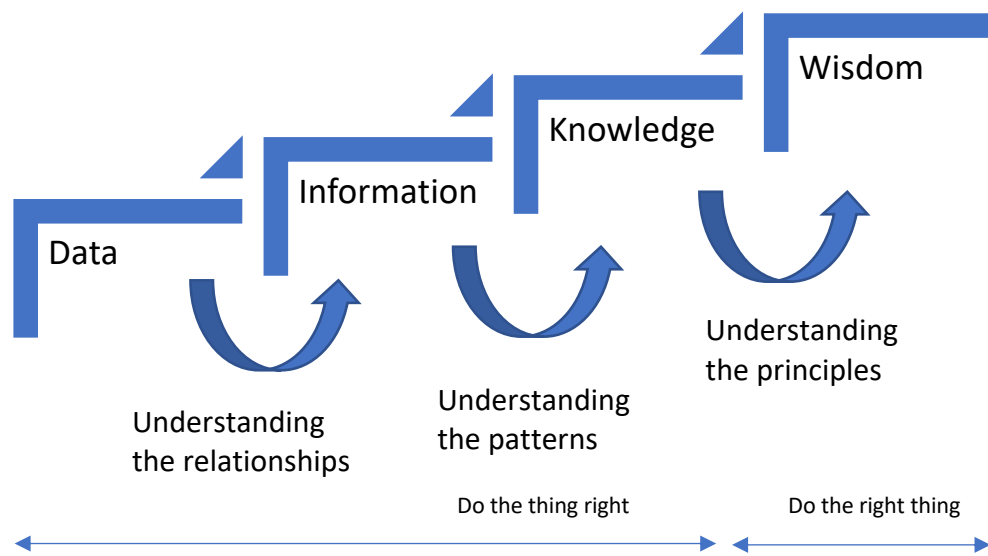 Data
Information
Knowledge
Wisdom
Understanding
the relationships
Understanding
the patterns
Understanding
the principles
Do the thing right
Do the right thing